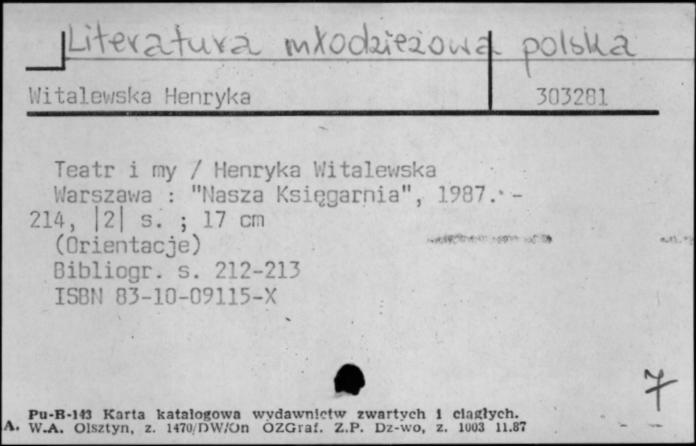 Literatura młodzieżowa polska
Witalewska Henryka 303281
Teatr i my / Henryka Witalewska
Warszawa : "Nasza Księgarnia", 1987. -
214, |2| s. ; 17 cm
(Orientacje)
Bibliogr. s. 212-213
ISBN 83-10-09115-X
7
Pu-B-143 Karta katalogowa wydawnictw zwartych i ciągłych.
A. W.A. Olsztyn, z. 1470/DW/On OZGraf. Z.P. Dz-wo, z. 1003 11.87